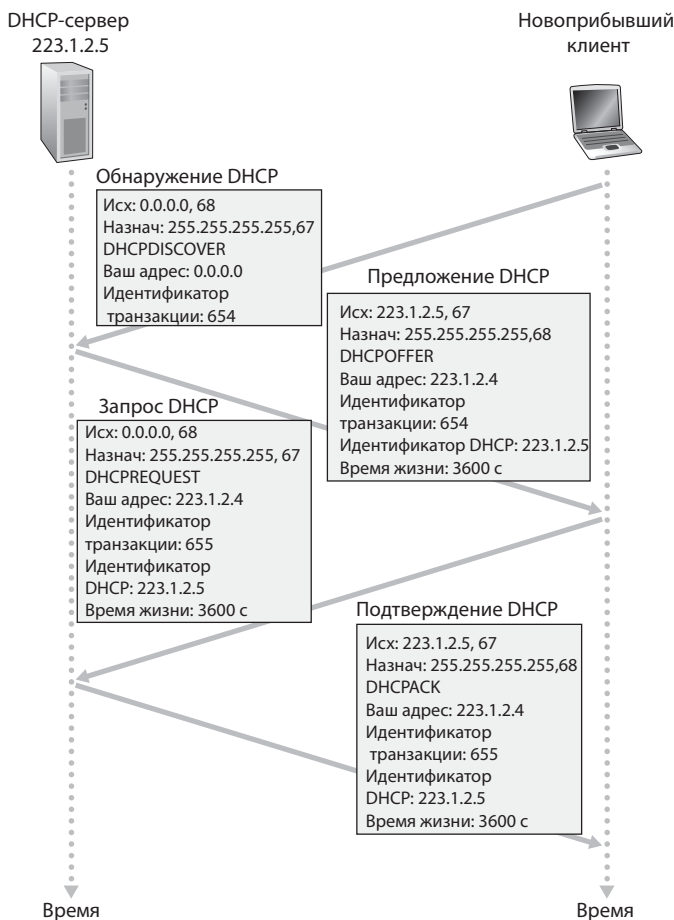 DHCP-сервер
223.1.2.5
Новоприбывший
клиент
Обнаружение DHCP
Исх: 0.0.0.0, 68
Назнач: 255.255.255.255,67
DHCPDISCOVER
Ваш адрес: 0.0.0.0
Идентификатор
транзакции: 654
Предложение DHCP
Исх: 223.1.2.5, 67
Назнач: 255.255.255.255,68
DHCPOFFER
Ваш адрес: 223.1.2.4
Идентификатор
транзакции: 654
Идентификатор DHCP: 223.1.2.5
Время жизни: 3600 с
Запрос DHCP
Исх: 0.0.0.0, 68
Назнач: 255.255.255.255, 67
DHCPREQUEST
Ваш адрес: 223.1.2.4
Идентификатор
транзакции: 655
Идентификатор
DHCP: 223.1.2.5
Время жизни: 3600 с
Подтверждение DHCP
Исх: 223.1.2.5, 67
Назнач: 255.255.255.255,68
DHCPACK
Ваш адрес: 223.1.2.4
Идентификатор
транзакции: 655
Идентификатор
DHCP: 223.1.2.5
Время жизни: 3600 с
Время
Время